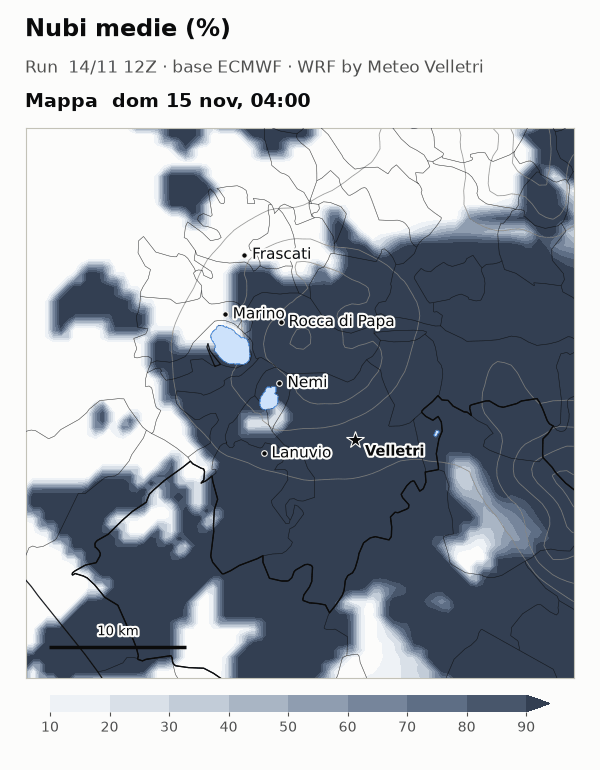 Nubi medie (%)
Run  14/11 12Z · base ECMWF · WRF by Meteo Velletri
Mappa  dom 15 nov, 04:00
Frascati
Marino
Rocca di Papa
Nemi
Velletri
Lanuvio
10 km
10 20 30 40 50 60 70 80 90